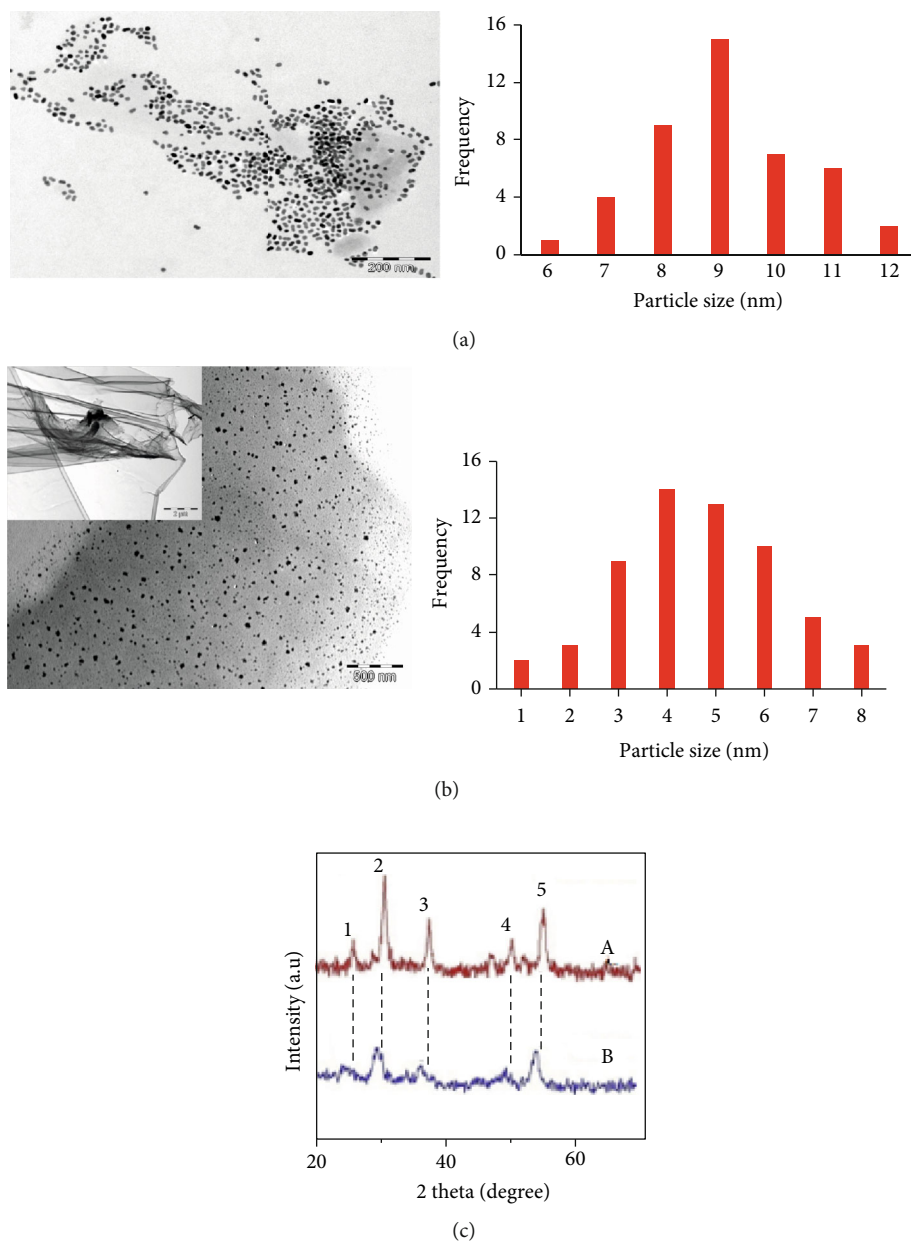 200 nm
16
12
8
4
0
Frequency
6 7 8 9 10 11 12
Particle size (nm)
(a)
2 µm
500 nm
16
12
8
4
0
Frequency
1 2 3 4 5 6 7 8
Particle size (nm)
(b)
1 2 3 4 5
A
B
Intensity (a.u)
20 40 60
2 theta (degree)
(c)